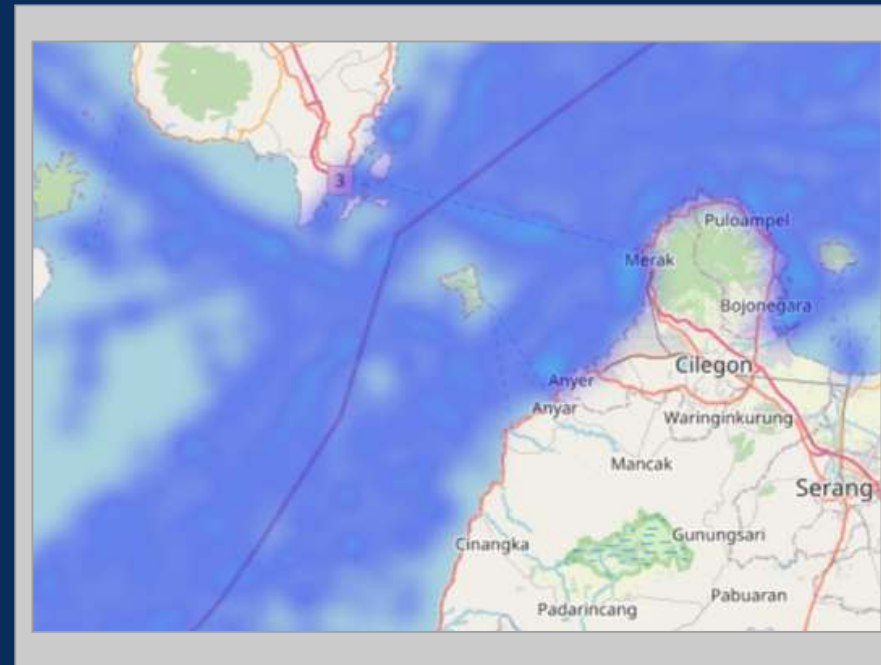 3
Puloampel
Merak
Bojonegara
Cilegon
Anyer
Anyar
Waringinkurung
Mancak
Serang
Gunungsari
Cinangka
Pabuaran
Padarincang